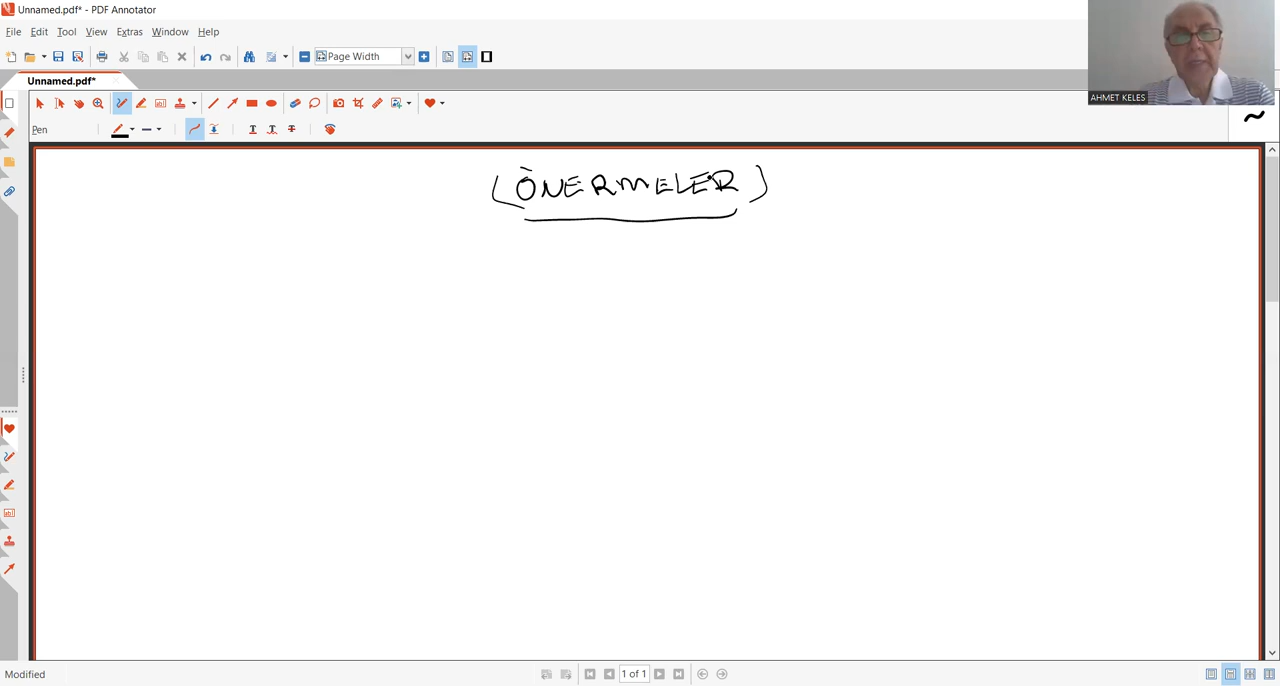 Unnamed.pdf* - PDF Annotator
File Edit Tool View Extras Window Help
Page Width
Unnamed.pdf*
AHMET KELES
Pen
(ÖNERMELER)
Modified
1 of 1